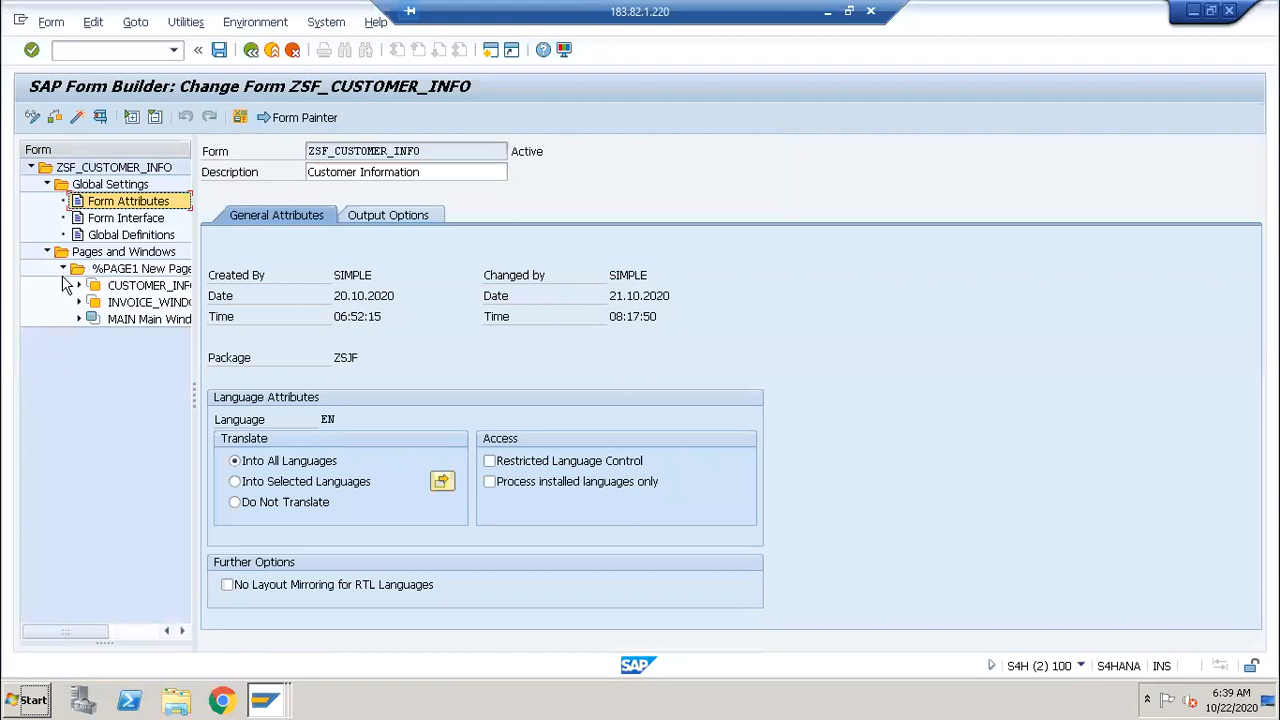 183.82.1.220
Form Edit Goto Utilities Environment System Help
SAP Form Builder: Change Form ZSF_CUSTOMER_INFO
Form Painter
Form
ZSF_CUSTOMER_INFO
Global Settings
Form Attributes
Form Interface
Global Definitions
Pages and Windows
%PAGE1 New Page
CUSTOMER_INF
INVOICE_WIND
MAIN Main Wind
Form ZSF_CUSTOMER_INFO Active
Description Customer Information
General Attributes Output Options
Created By SIMPLE Changed by SIMPLE
Date 20.10.2020 Date 21.10.2020
Time 06:52:15 Time 08:17:50
Package ZSJF
Language Attributes
Language EN
Translate
Into All Languages
Into Selected Languages
Do Not Translate
Access
Restricted Language Control
Process installed languages only
Further Options
No Layout Mirroring for RTL Languages
SAP
S4H (2) 100 S4HANA INS
Start
6:39 AM
10/22/2020